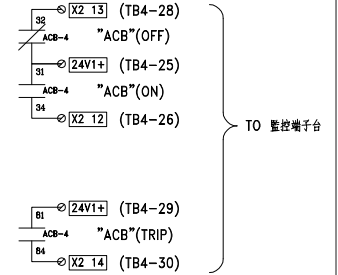 X2 13 (TB4-28)
32
ACB-4 "ACB"(OFF)
31 24V1+ (TB4-25)
ACB-4 "ACB"(ON)
34
X2 12 (TB4-26)
TO 監控端子台
81 24V1+ (TB4-29)
ACB-4 "ACB"(TRIP)
84 X2 14 (TB4-30)